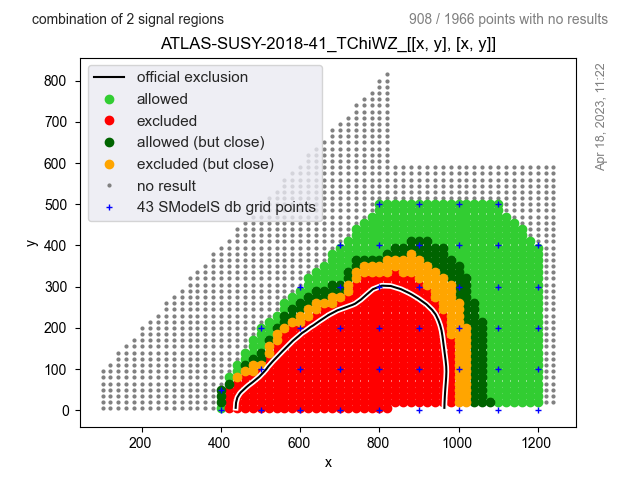 combination of 2 signal regions
908 / 1966 points with no results
ATLAS-SUSY-2018-41_TChiWZ_[[x, y], [x, y]]
official exclusion
allowed
excluded
allowed (but close)
excluded (but close)
no result
43 SModelS db grid points
Apr 18, 2023, 11:22
y
800
700
600
500
400
300
200
100
0
200
400
600
800
1000
1200
x